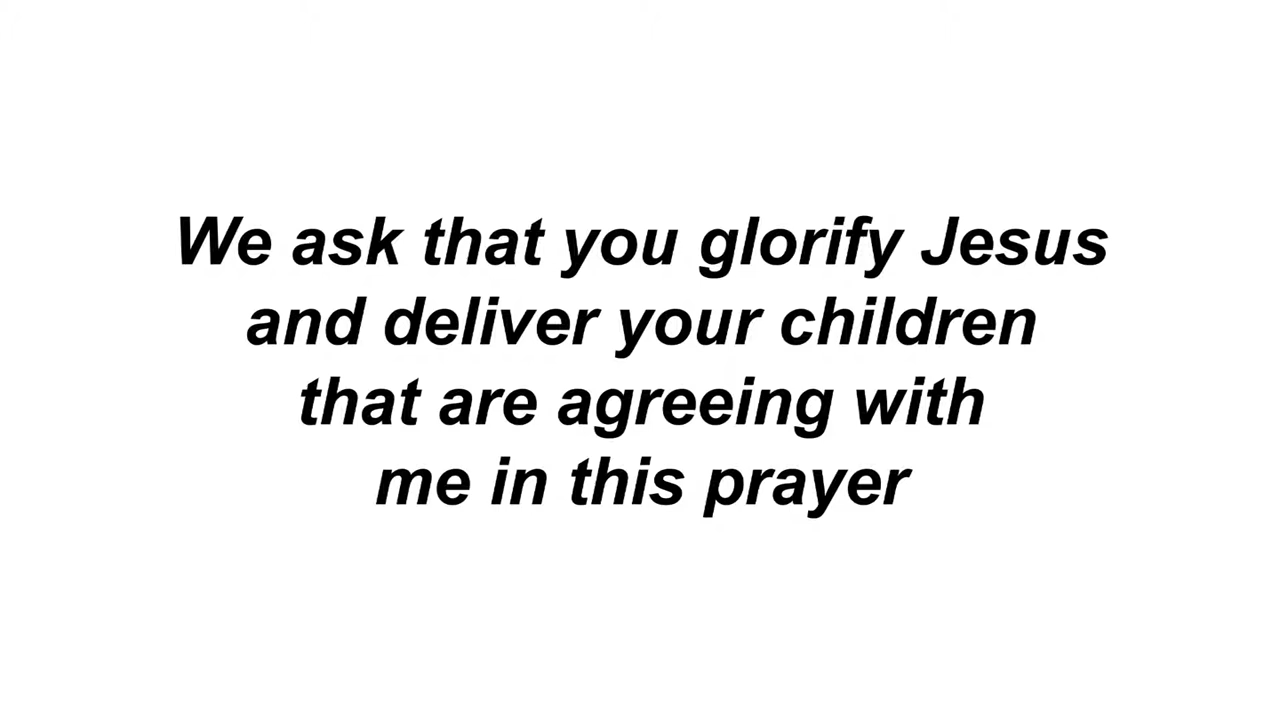 We ask that you glorify Jesus
and deliver your children
that are agreeing with
me in this prayer